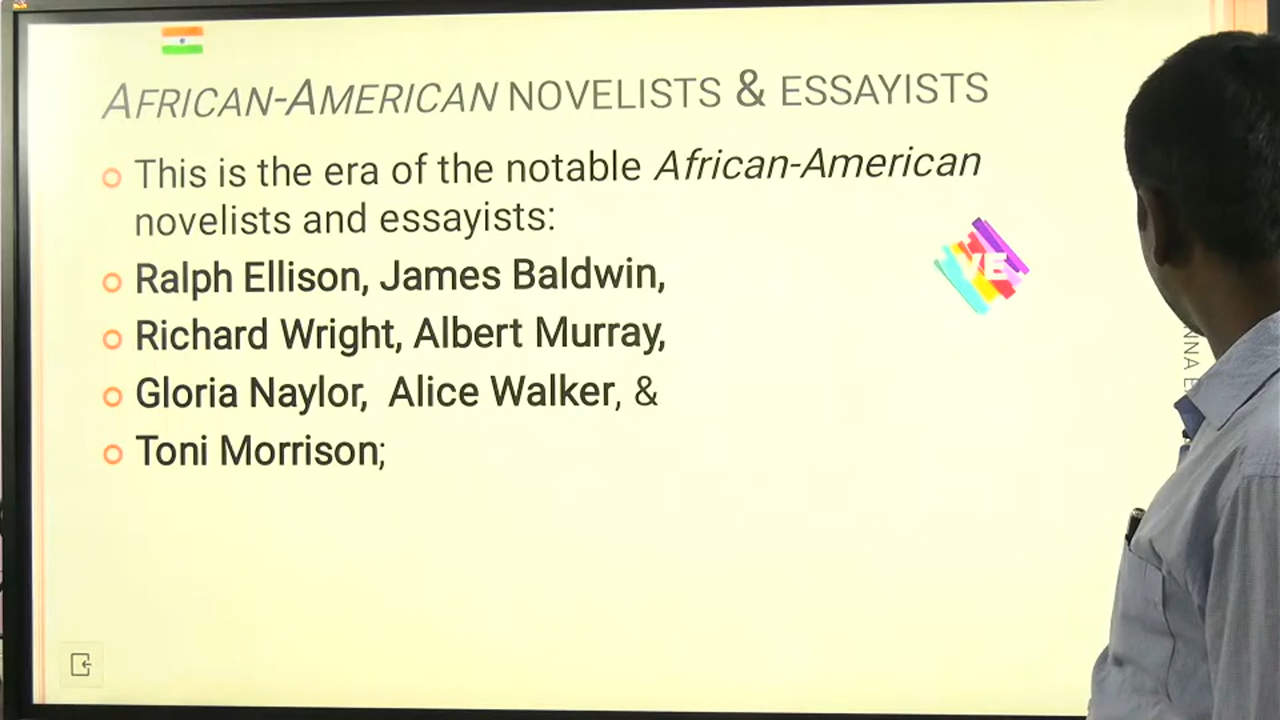 AFRICAN-AMERICAN NOVELISTS & ESSAYISTS
This is the era of the notable African-American
novelists and essayists:
Ralph Ellison, James Baldwin,
Richard Wright, Albert Murray,
Gloria Naylor,  Alice Walker, &
Toni Morrison;
YE